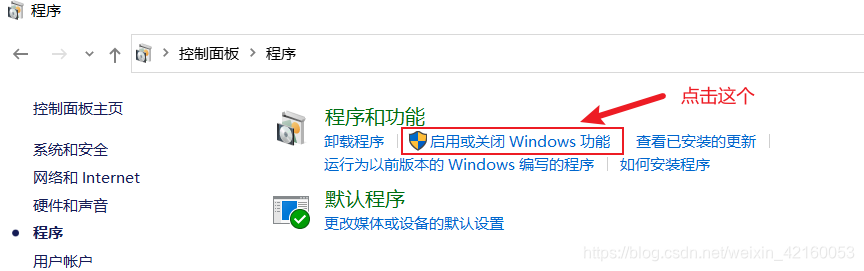 程序
控制面板 程序
点击这个
控制面板主页
程序和功能
卸载程序 启用或关闭 Windows 功能 查看已安装的更新
系统和安全
运行为以前版本的 Windows 编写的程序 如何安装程序
网络和 Internet
默认程序
硬件和声音
更改媒体或设备的默认设置
程序
用户帐户
https://blog.csdn.net/weixin_42160053